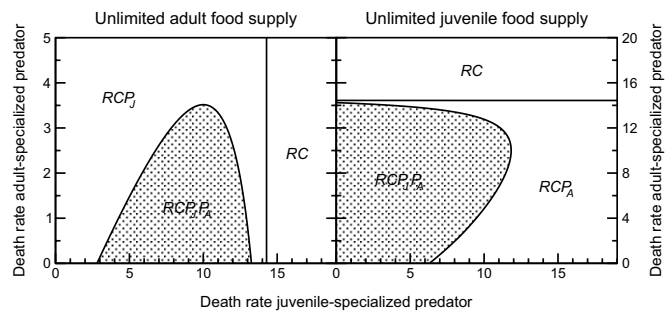 Unlimited adult food supply
Unlimited juvenile food supply
Death rate adult-specialized predator
5
4
3
2
1
0
RCP_J
RCP_JP_A
RC
0 5 10 15
RC
RCP_JP_A
RCP_A
0 5 10 15
20
16
12
8
4
0
Death rate adult-specialized predator
Death rate juvenile-specialized predator